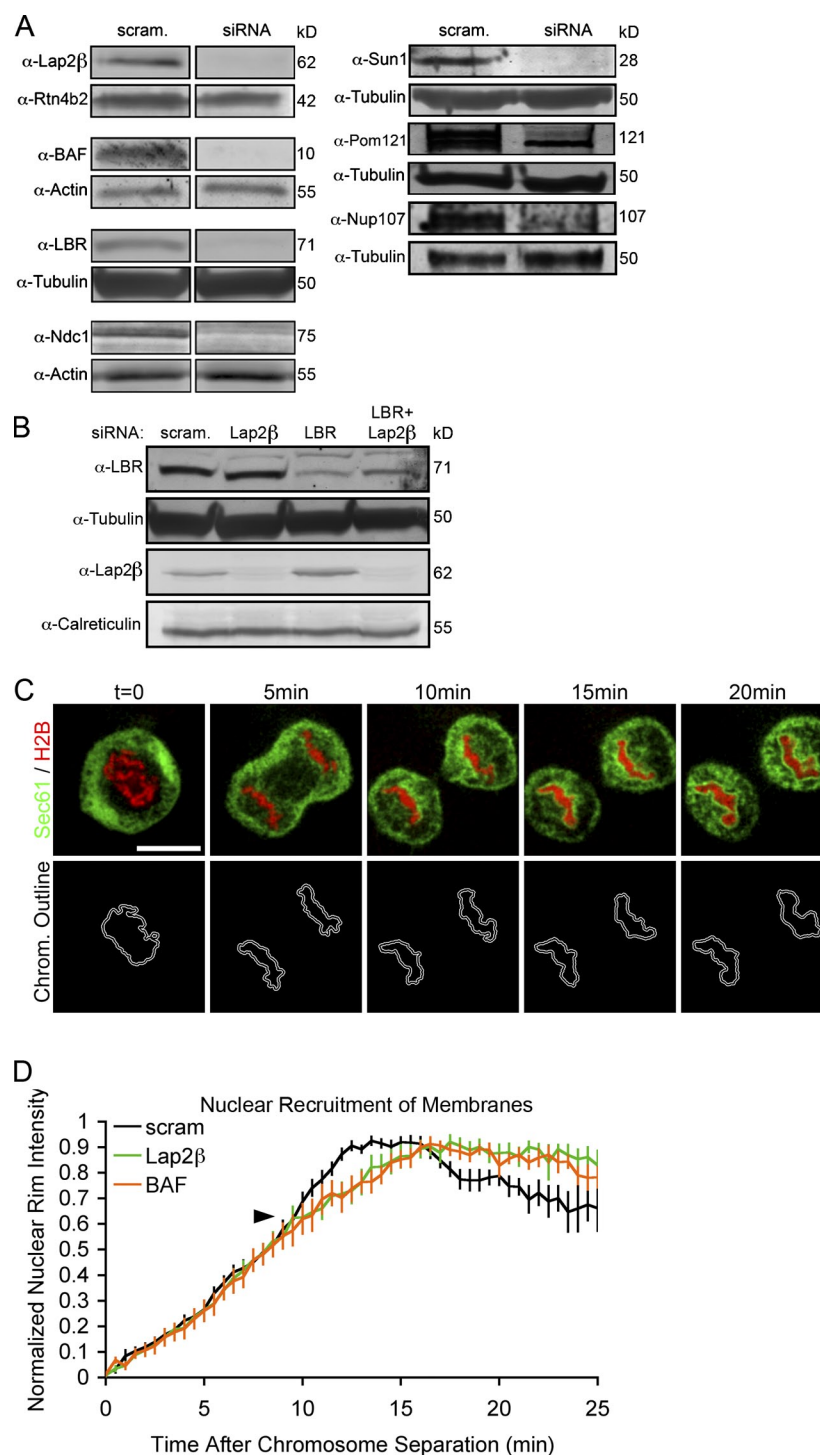 A
scram. siRNA kD
α-Lap2β 62
α-Rtn4b2 42
α-BAF 10
α-Actin 55
α-LBR 71
α-Tubulin 50
α-Ndc1 75
α-Actin 55
scram. siRNA kD
α-Sun1 28
α-Tubulin 50
α-Pom121 121
α-Tubulin 50
α-Nup107 107
α-Tubulin 50
B
siRNA: scram. Lap2β LBR LBR+ Lap2β kD
α-LBR 71
α-Tubulin 50
α-Lap2β 62
α-Calreticulin 55
C
t=0 5min 10min 15min 20min
Sec61 / H2B
Chrom. Outline
D
Nuclear Recruitment of Membranes
scram
Lap2β
BAF
Normalized Nuclear Rim Intensity
1
0.9
0.8
0.7
0.6
0.5
0.4
0.3
0.2
0.1
0
0 5 10 15 20 25
Time After Chromosome Separation (min)